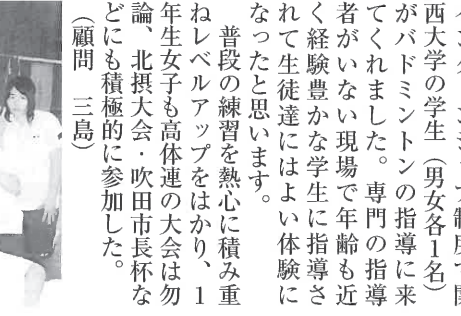 西大学の学生（男女各1名）
がバドミントンの指導に来
てくれました。専門の指導
者がいない現場で年齢も近
く経験豊かな学生に指導さ
れて生徒達にはよい体験に
なったと思います。
普段の練習を熱心に積み重
ねレベルアップをはかり、1
年生女子も高体連の大会は勿
論、北摂大会・吹田市長杯な
どにも積極的に参加した。
（顧問　三島）